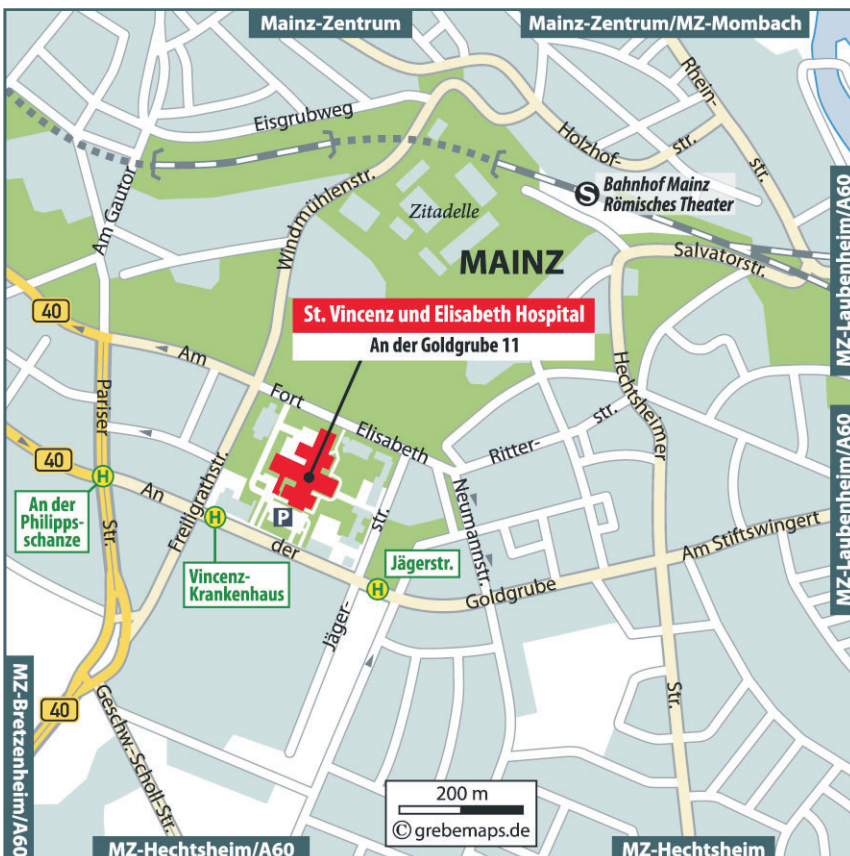 Mainz-Zentrum
Mainz-Zentrum/MZ-Mombach
Eisgrubweg
Rhein-
str.
Holzhof-
str.
Am Gautor
Windmühlenstr.
Zitadelle
S
Bahnhof Mainz
Römisches Theater
MAINZ
Salvatorstr.
MZ-Laubenheim/A60
40
St. Vincenz und Elisabeth Hospital
An der Goldgrube 11
Am
Fort
Elisabeth
Hechtsheimer
Str.
Pariser
Str.
Ritter-
str.
40
H
An der
Philipps-
schanze
An
der
Goldgrube
Freiligrathstr.
H
Vincenz-
Krankenhaus
P
Jäger-
str.
Neumannstr.
H
Jägerstr.
Am Stiftswingert
MZ-Laubenheim/A60
MZ-Bretzenheim/A60
40
Geschw.-Scholl-Str.
200 m
© grebemaps.de
MZ-Hechtsheim/A60
MZ-Hechtsheim